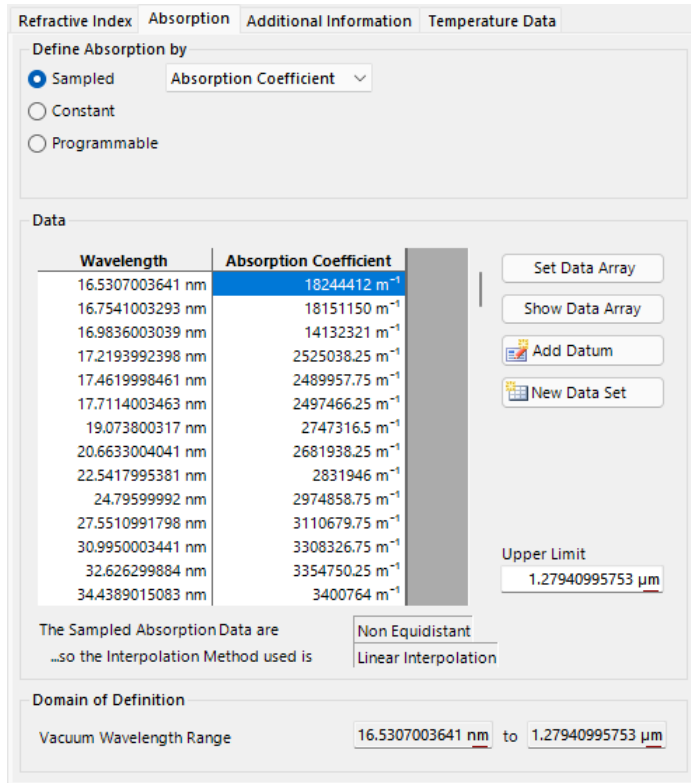 Refractive Index Absorption Additional Information Temperature Data
Define Absorption by
Sampled Absorption Coefficient
Constant
Programmable
Data
Wavelength Absorption Coefficient
16.5307003641 nm 18244412 m⁻¹
16.7541003293 nm 18151150 m⁻¹
16.9836003039 nm 14132321 m⁻¹
17.2193992398 nm 2525038.25 m⁻¹
17.4619998461 nm 2489957.75 m⁻¹
17.7114003463 nm 2497466.25 m⁻¹
19.073800317 nm 2747316.5 m⁻¹
20.6633004041 nm 2681938.25 m⁻¹
22.5417995381 nm 2831946 m⁻¹
24.79599992 nm 2974858.75 m⁻¹
27.5510991798 nm 3110679.75 m⁻¹
30.9950003441 nm 3308326.75 m⁻¹
32.626299884 nm 3354750.25 m⁻¹
34.4389015083 nm 3400764 m⁻¹
Set Data Array
Show Data Array
Add Datum
New Data Set
Upper Limit
1.27940995753 µm
The Sampled Absorption Data are Non Equidistant
...so the Interpolation Method used is Linear Interpolation
Domain of Definition
Vacuum Wavelength Range 16.5307003641 nm to 1.27940995753 µm